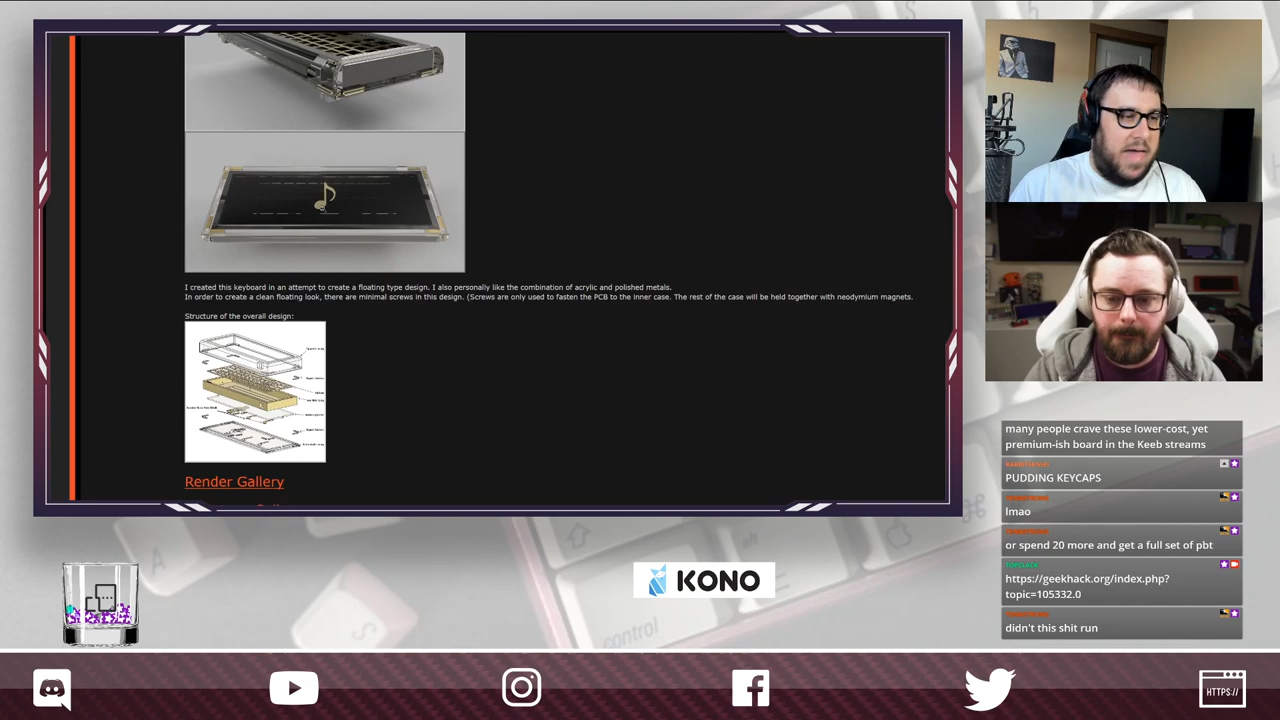 I created this keyboard in an attempt to create a floating type design. I also personally like the combination of acrylic and polished metals.
In order to create a clean floating look, there are minimal screws in this design. (Screws are only used to fasten the PCB to the inner case. The rest of the case will be held together with neodymium magnets.
Structure of the overall design:
Render Gallery
many people crave these lower-cost, yet
premium-ish board in the Keeb streams
PUDDING KEYCAPS
lmao
or spend 20 more and get a full set of pbt
https://geekhack.org/index.php?
topic=105332.0
didn't this shit run
KONO
alt
control
HTTPS://